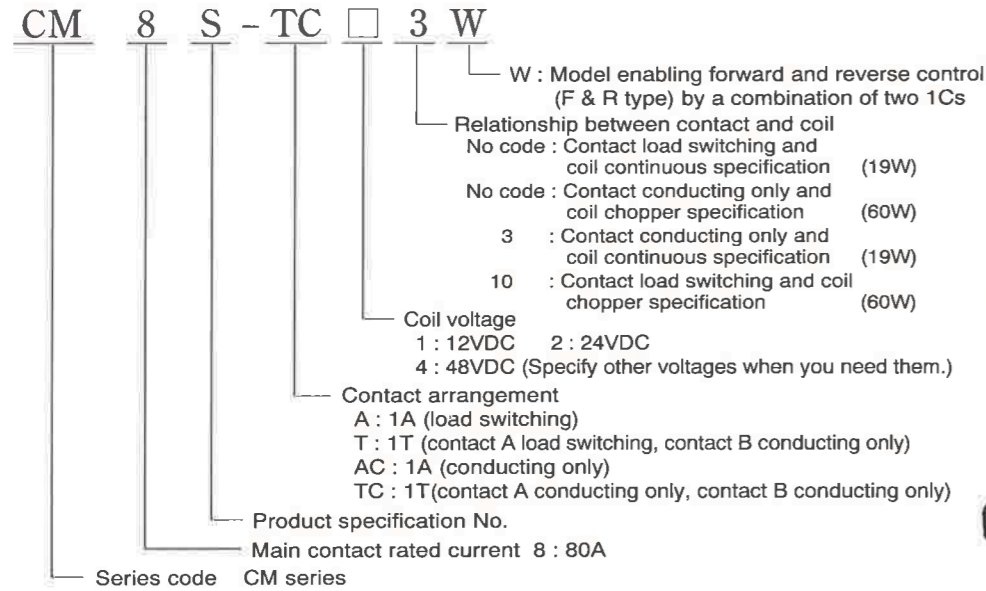 CM 8 S - TC □ 3 W
W : Model enabling forward and reverse control
(F & R type) by a combination of two 1Cs
Relationship between contact and coil
No code : Contact load switching and
coil continuous specification (19W)
No code : Contact conducting only and
coil chopper specification (60W)
3 : Contact conducting only and
coil continuous specification (19W)
10 : Contact load switching and coil
chopper specification (60W)
Coil voltage
1 : 12VDC 2 : 24VDC
4 : 48VDC (Specify other voltages when you need them.)
Contact arrangement
A : 1A (load switching)
T : 1T (contact A load switching, contact B conducting only)
AC : 1A (conducting only)
TC : 1T(contact A conducting only, contact B conducting only)
Product specification No.
Main contact rated current 8 : 80A
Series code CM series